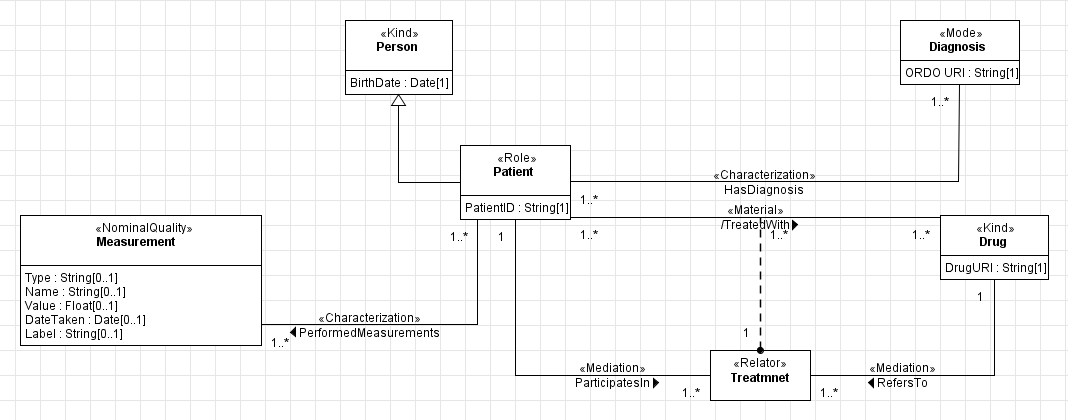 «Kind»
Person
BirthDate : Date[1]
«Mode»
Diagnosis
ORDO URI : String[1]
1..*
«Role»
Patient
PatientID : String[1]
«Characterization»
HasDiagnosis
1..*
«Material»
/TreatedWith
1..*
1..*
1..*
«Kind»
Drug
DrugURI : String[1]
«NominalQuality»
Measurement
Type : String[0..1]
Name : String[0..1]
Value : Float[0..1]
DateTaken : Date[0..1]
Label : String[0..1]
1..*
1
1
«Characterization»
PerformedMeasurements
1..*
1
«Relator»
Treatmnet
«Mediation»
ParticipatesIn
1..*
«Mediation»
RefersTo
1..*